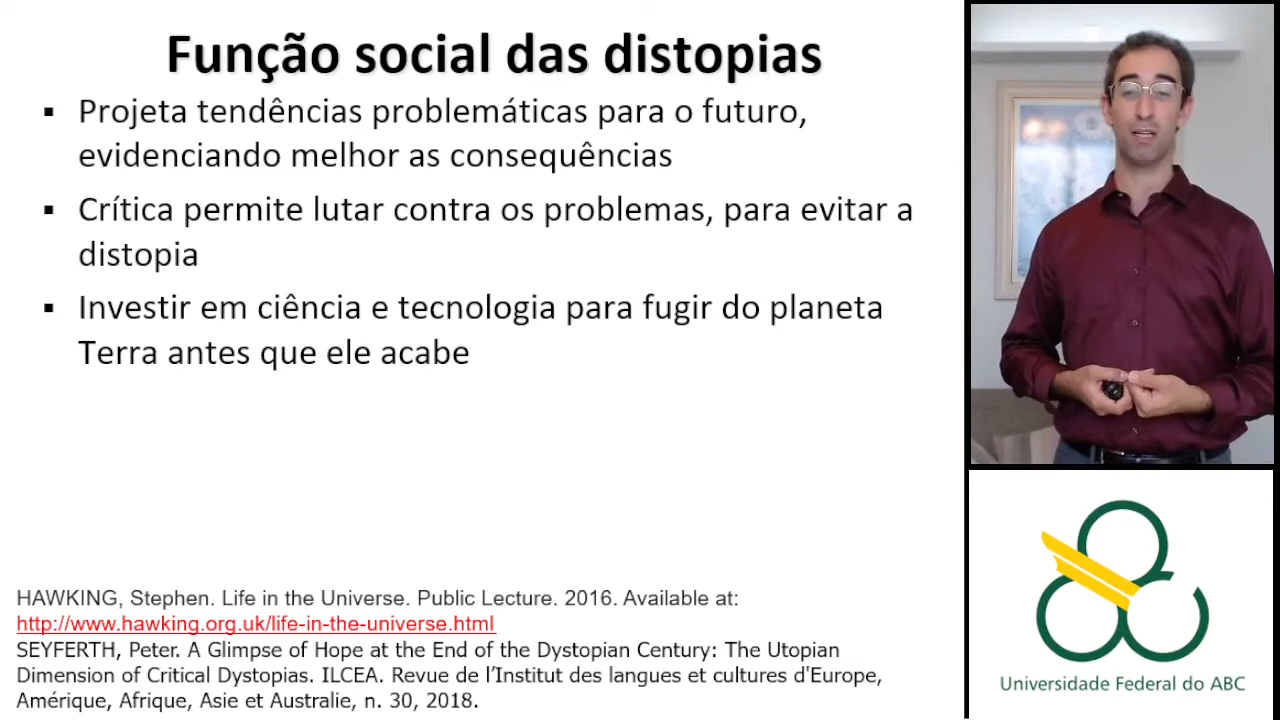 Função social das distopias
▪ Projeta tendências problemáticas para o futuro,
evidenciando melhor as consequências
▪ Crítica permite lutar contra os problemas, para evitar a
distopia
▪ Investir em ciência e tecnologia para fugir do planeta
Terra antes que ele acabe
HAWKING, Stephen. Life in the Universe. Public Lecture. 2016. Available at:
http://www.hawking.org.uk/life-in-the-universe.html
SEYFERTH, Peter. A Glimpse of Hope at the End of the Dystopian Century: The Utopian
Dimension of Critical Dystopias. ILCEA. Revue de l’Institut des langues et cultures d'Europe,
Amérique, Afrique, Asie et Australie, n. 30, 2018.
Universidade Federal do ABC